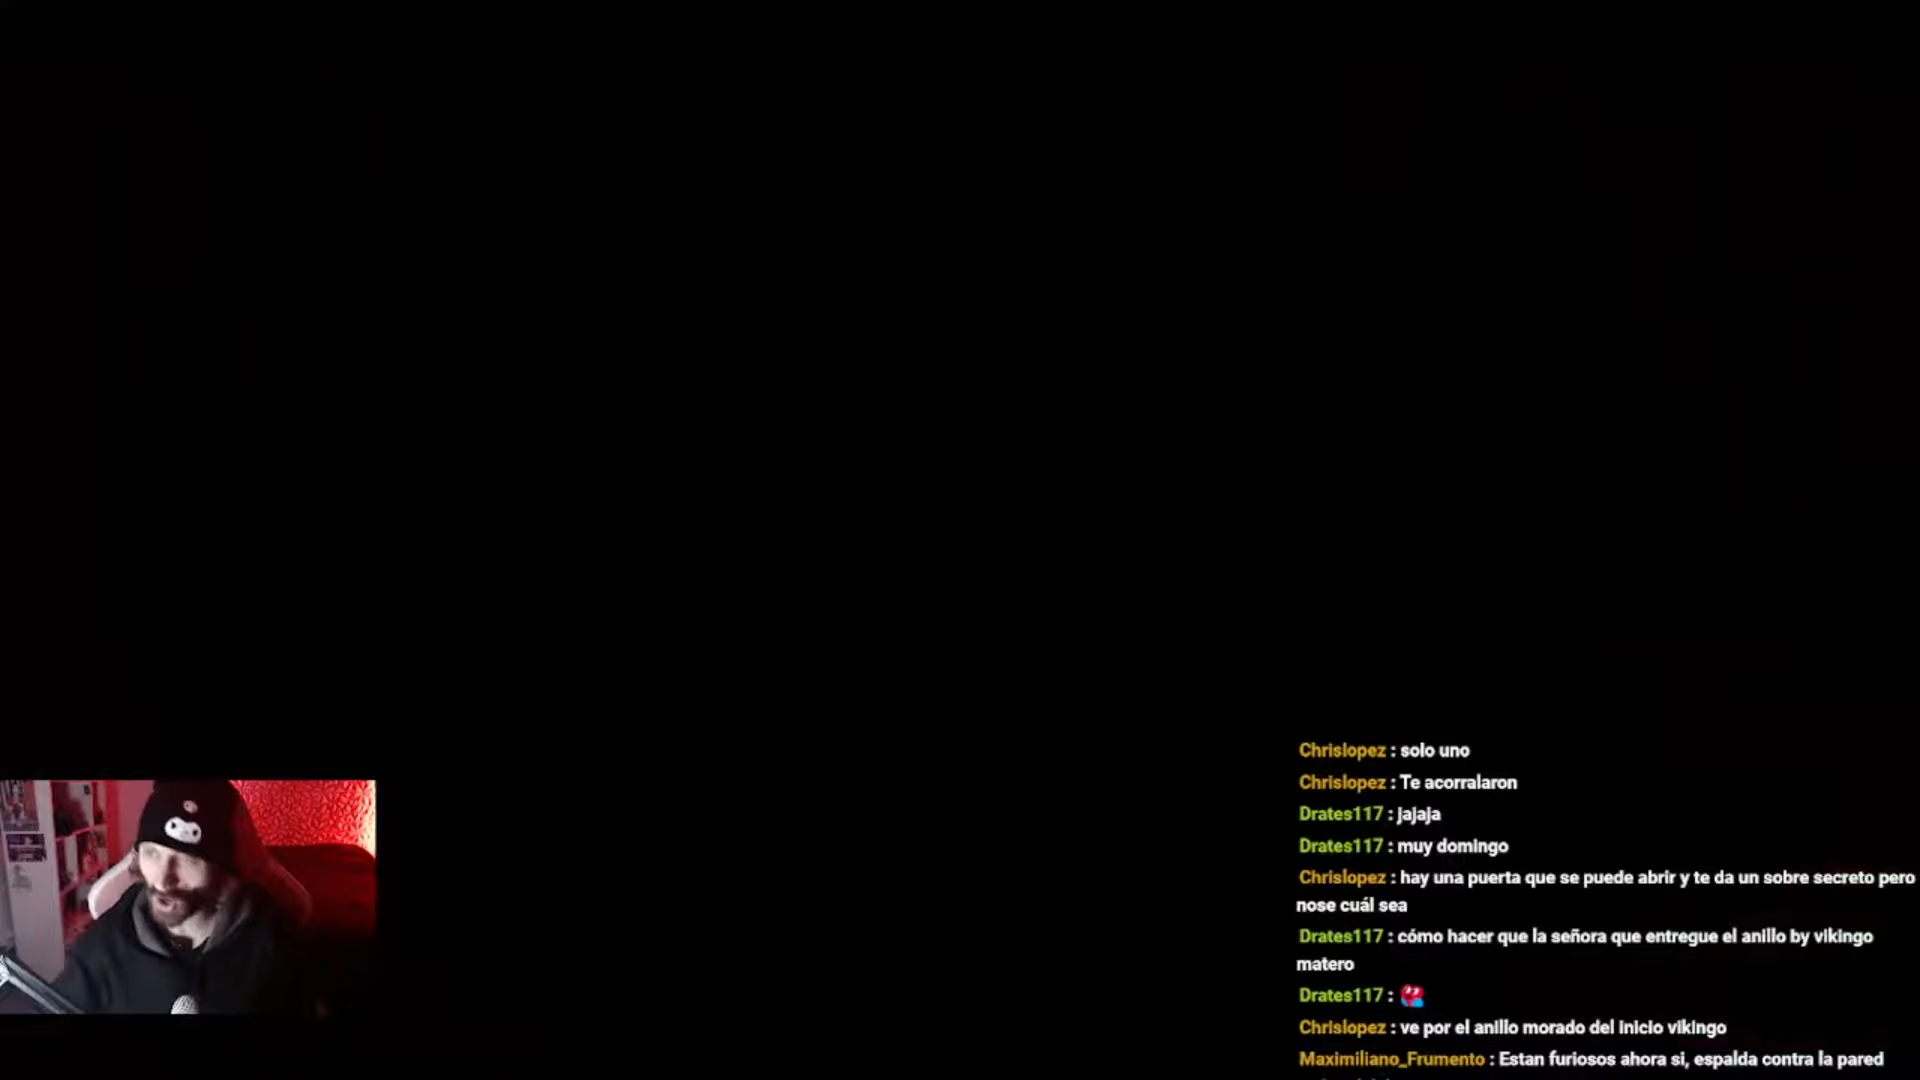 Chrislopez : solo uno
Chrislopez : Te acorralaron
Drates117 : jajaja
Drates117 : muy domingo
Chrislopez : hay una puerta que se puede abrir y te da un sobre secreto pero
nose cuál sea
Drates117 : cómo hacer que la señora que entregue el anillo by vikingo
matero
Drates117 :
Chrislopez : ve por el anillo morado del inicio vikingo
Maximiliano_Frumento : Estan furiosos ahora si, espalda contra la pared